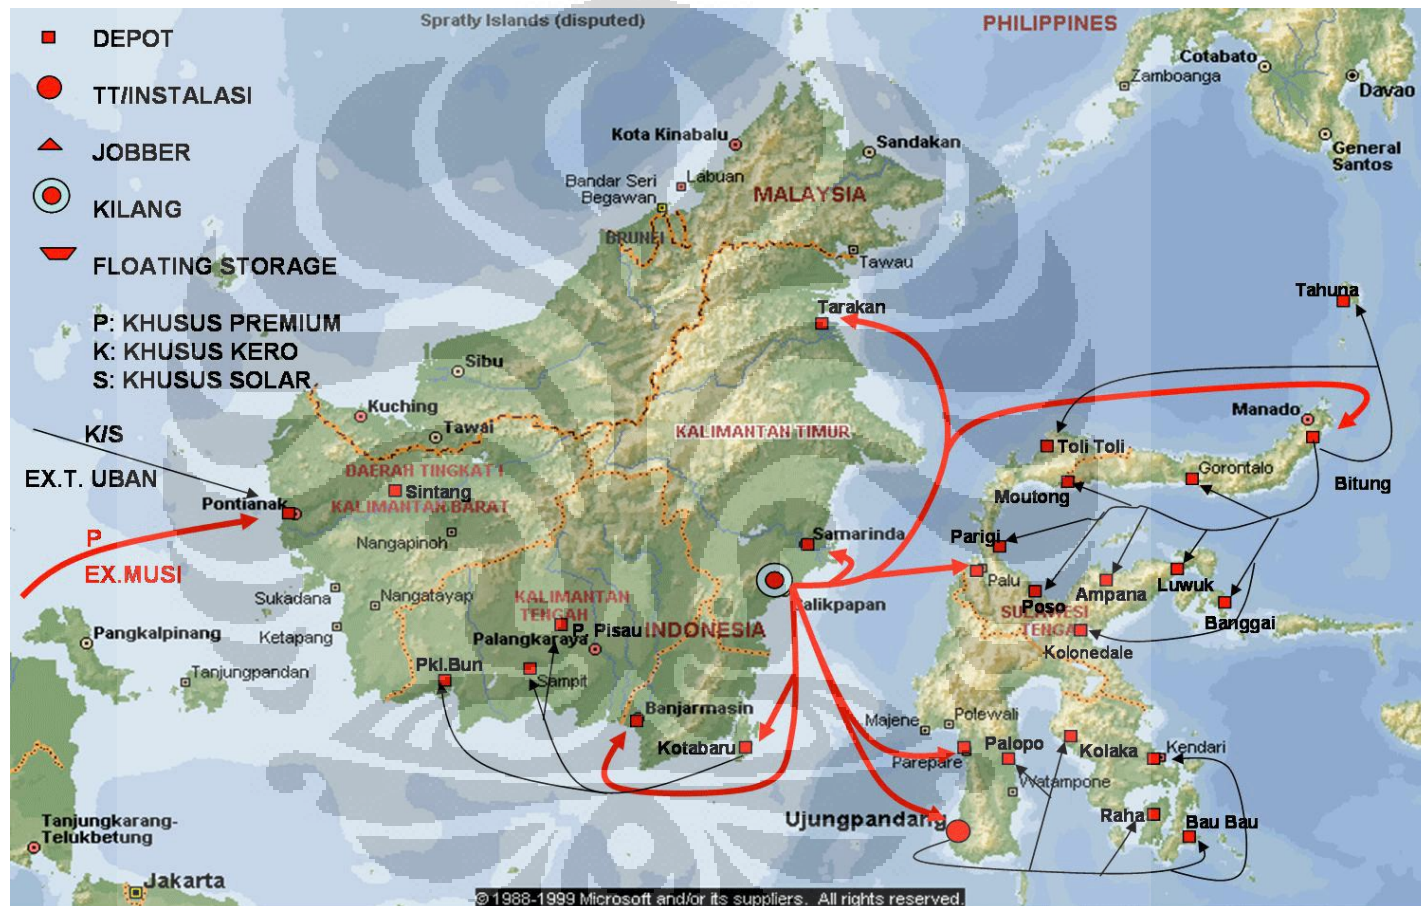 Spratly Islands (disputed)
PHILIPPINES
DEPOT
TT/INSTALASI
JOBBER
KILANG
FLOATING STORAGE
P: KHUSUS PREMIUM
K: KHUSUS KERO
S: KHUSUS SOLAR
K/S
EX.T. UBAN
P
EX.MUSI
Cotabato
Zamboanga
Davao
General
Santos
Kota Kinabalu
Sandakan
Bandar Seri
Begawan
Labuan
MALAYSIA
BRUNEI
Tawau
Tarakan
Tahuna
Sibu
Kuching
Tawai
KALIMANTAN TIMUR
Manado
Toli Toli
Gorontalo
Moutong
Bitung
DAERAH TINGKAT I
Sintang
KALIMANTAN BARAT
Pontianak
Nangapinoh
Samarinda
Parigi
Palu
Poso
Ampana
Luwuk
Banggai
SULAWESI
TENGA
Kolonedale
Balikpapan
Sukadana
Nangatayap
Ketapang
KALIMANTAN
TENGAH
P. Pisau
INDONESIA
Palangkaraya
Pangkalpinang
Tanjungpandan
Pkl.Bun
Sampit
Banjarmasin
Kotabaru
Majene
Polewali
Parepare
Palopo
Kolaka
Kendari
Watampone
Raha
Bau Bau
Ujungpandang
Tanjungkarang-
Telukbetung
Jakarta
© 1988-1999 Microsoft and/or its suppliers. All rights reserved.